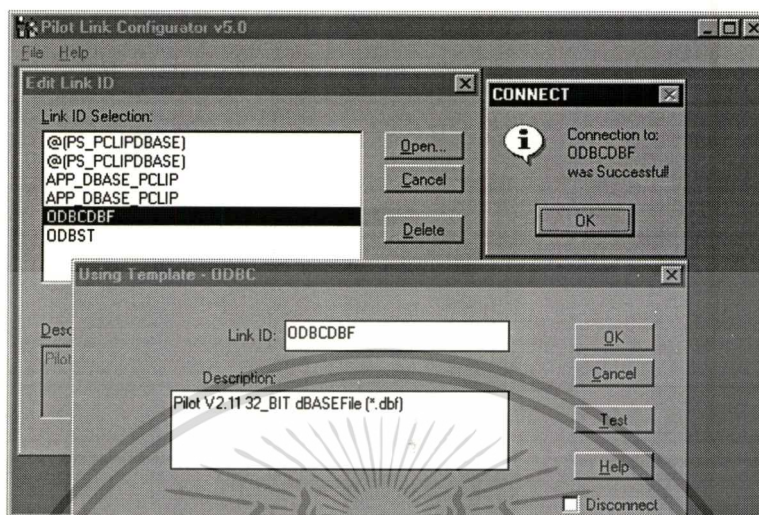 Pilot Link Configurator v5.0
File Help
Edit Link ID
Link ID Selection:
@(PS_PCLIPDBASE)
@(PS_PCLIPDBASE)
APP_DBASE_PCLIP
APP_DBASE_PCLIP
ODBCDBF
ODBST
Open...
Cancel
Delete
CONNECT
Connection to:
ODBCDBF
was Successful!
OK
Desc
Pilot
Using Template - ODBC
Link ID: ODBCDBF
Description:
Pilot V2.11 32_BIT dBASEFile (*.dbf)
OK
Cancel
Test
Help
Disconnect